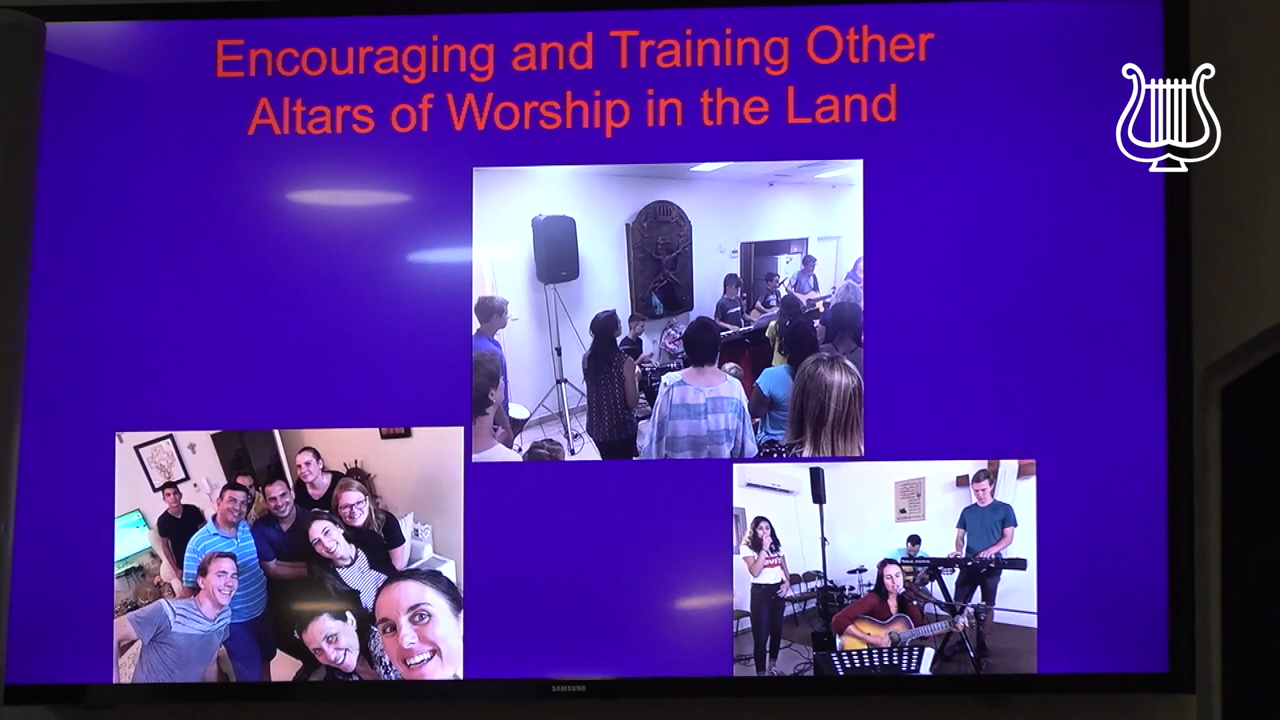 Encouraging and Training Other
Altars of Worship in the Land
SAMSUNG